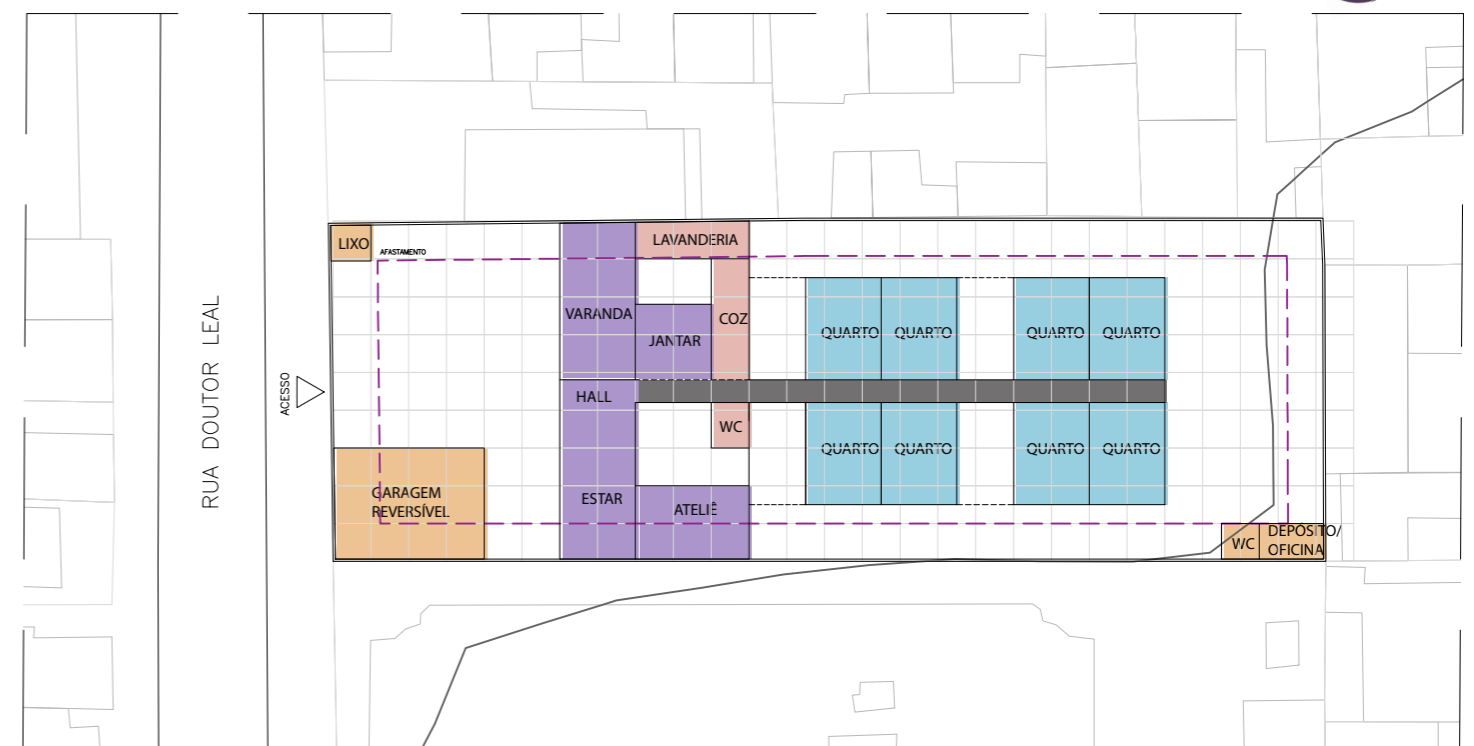 LIXO
AFASTAMENTO
LAVANDERIA
VARANDA
COZ
JANTAR
QUARTO
QUARTO
QUARTO
QUARTO
RUA DOUTOR LEAL
ACESSO
HALL
WC
QUARTO
QUARTO
QUARTO
QUARTO
GARAGEM
REVERSÍVEL
ESTAR
ATELIÊ
WC
DEPÓSITO/
OFICINA